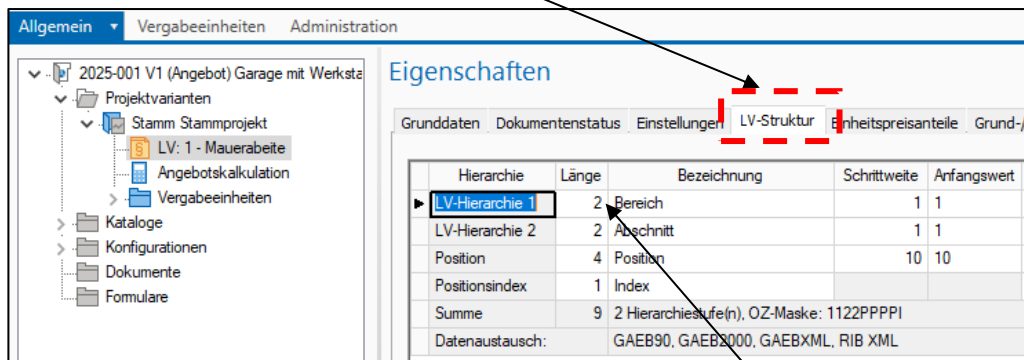 Allgemein Vergabeeinheiten Administration
2025-001 V1 (Angebot) Garage mit Werksta
Projektvarianten
Stamm Stammprojekt
LV: 1 - Mauerabeite
Angebotskalkulation
Vergabeeinheiten
Kataloge
Konfigurationen
Dokumente
Formulare
Eigenschaften
Grunddaten Dokumentenstatus Einstellungen LV-Struktur Einheitspreisanteile Grund-/
Hierarchie Länge Bezeichnung Schrittweite Anfangswert
LV-Hierarchie 1 2 Bereich 1 1
LV-Hierarchie 2 2 Abschnitt 1 1
Position 4 Position 10 10
Positionsindex 1 Index
Summe 9 2 Hierarchiestufe(n), OZ-Maske: 1122PPPPI
Datenaustausch: GAEB90, GAEB2000, GAEBXML, RIB XML